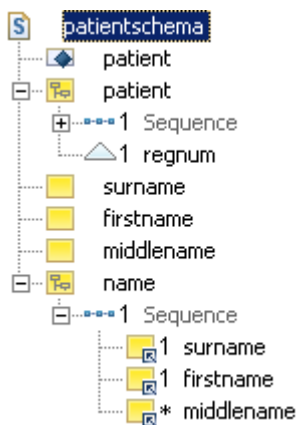 S patientschema
patient
patient
1 Sequence
1 regnum
surname
firstname
middlename
name
1 Sequence
1 surname
1 firstname
* middlename